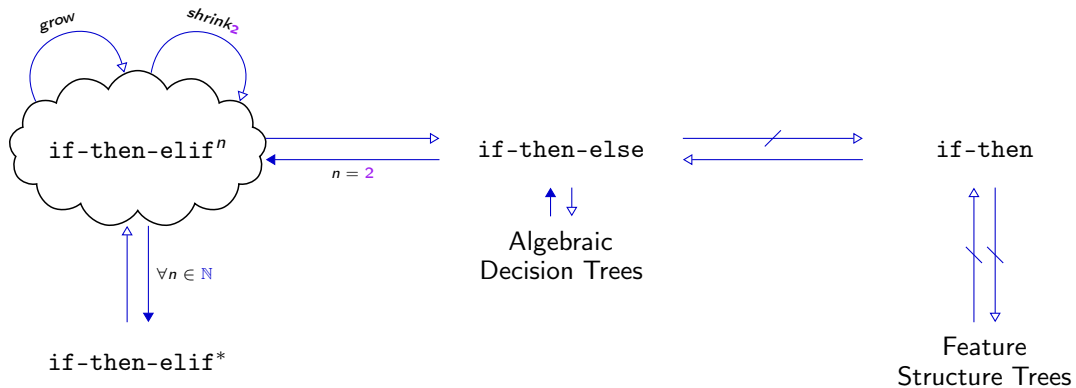 grow
shrink₂
if-then-elifⁿ
if-then-else
if-then
n = 2
Algebraic
Decision Trees
∀n ∈ ℕ
if-then-elif*
Feature
Structure Trees